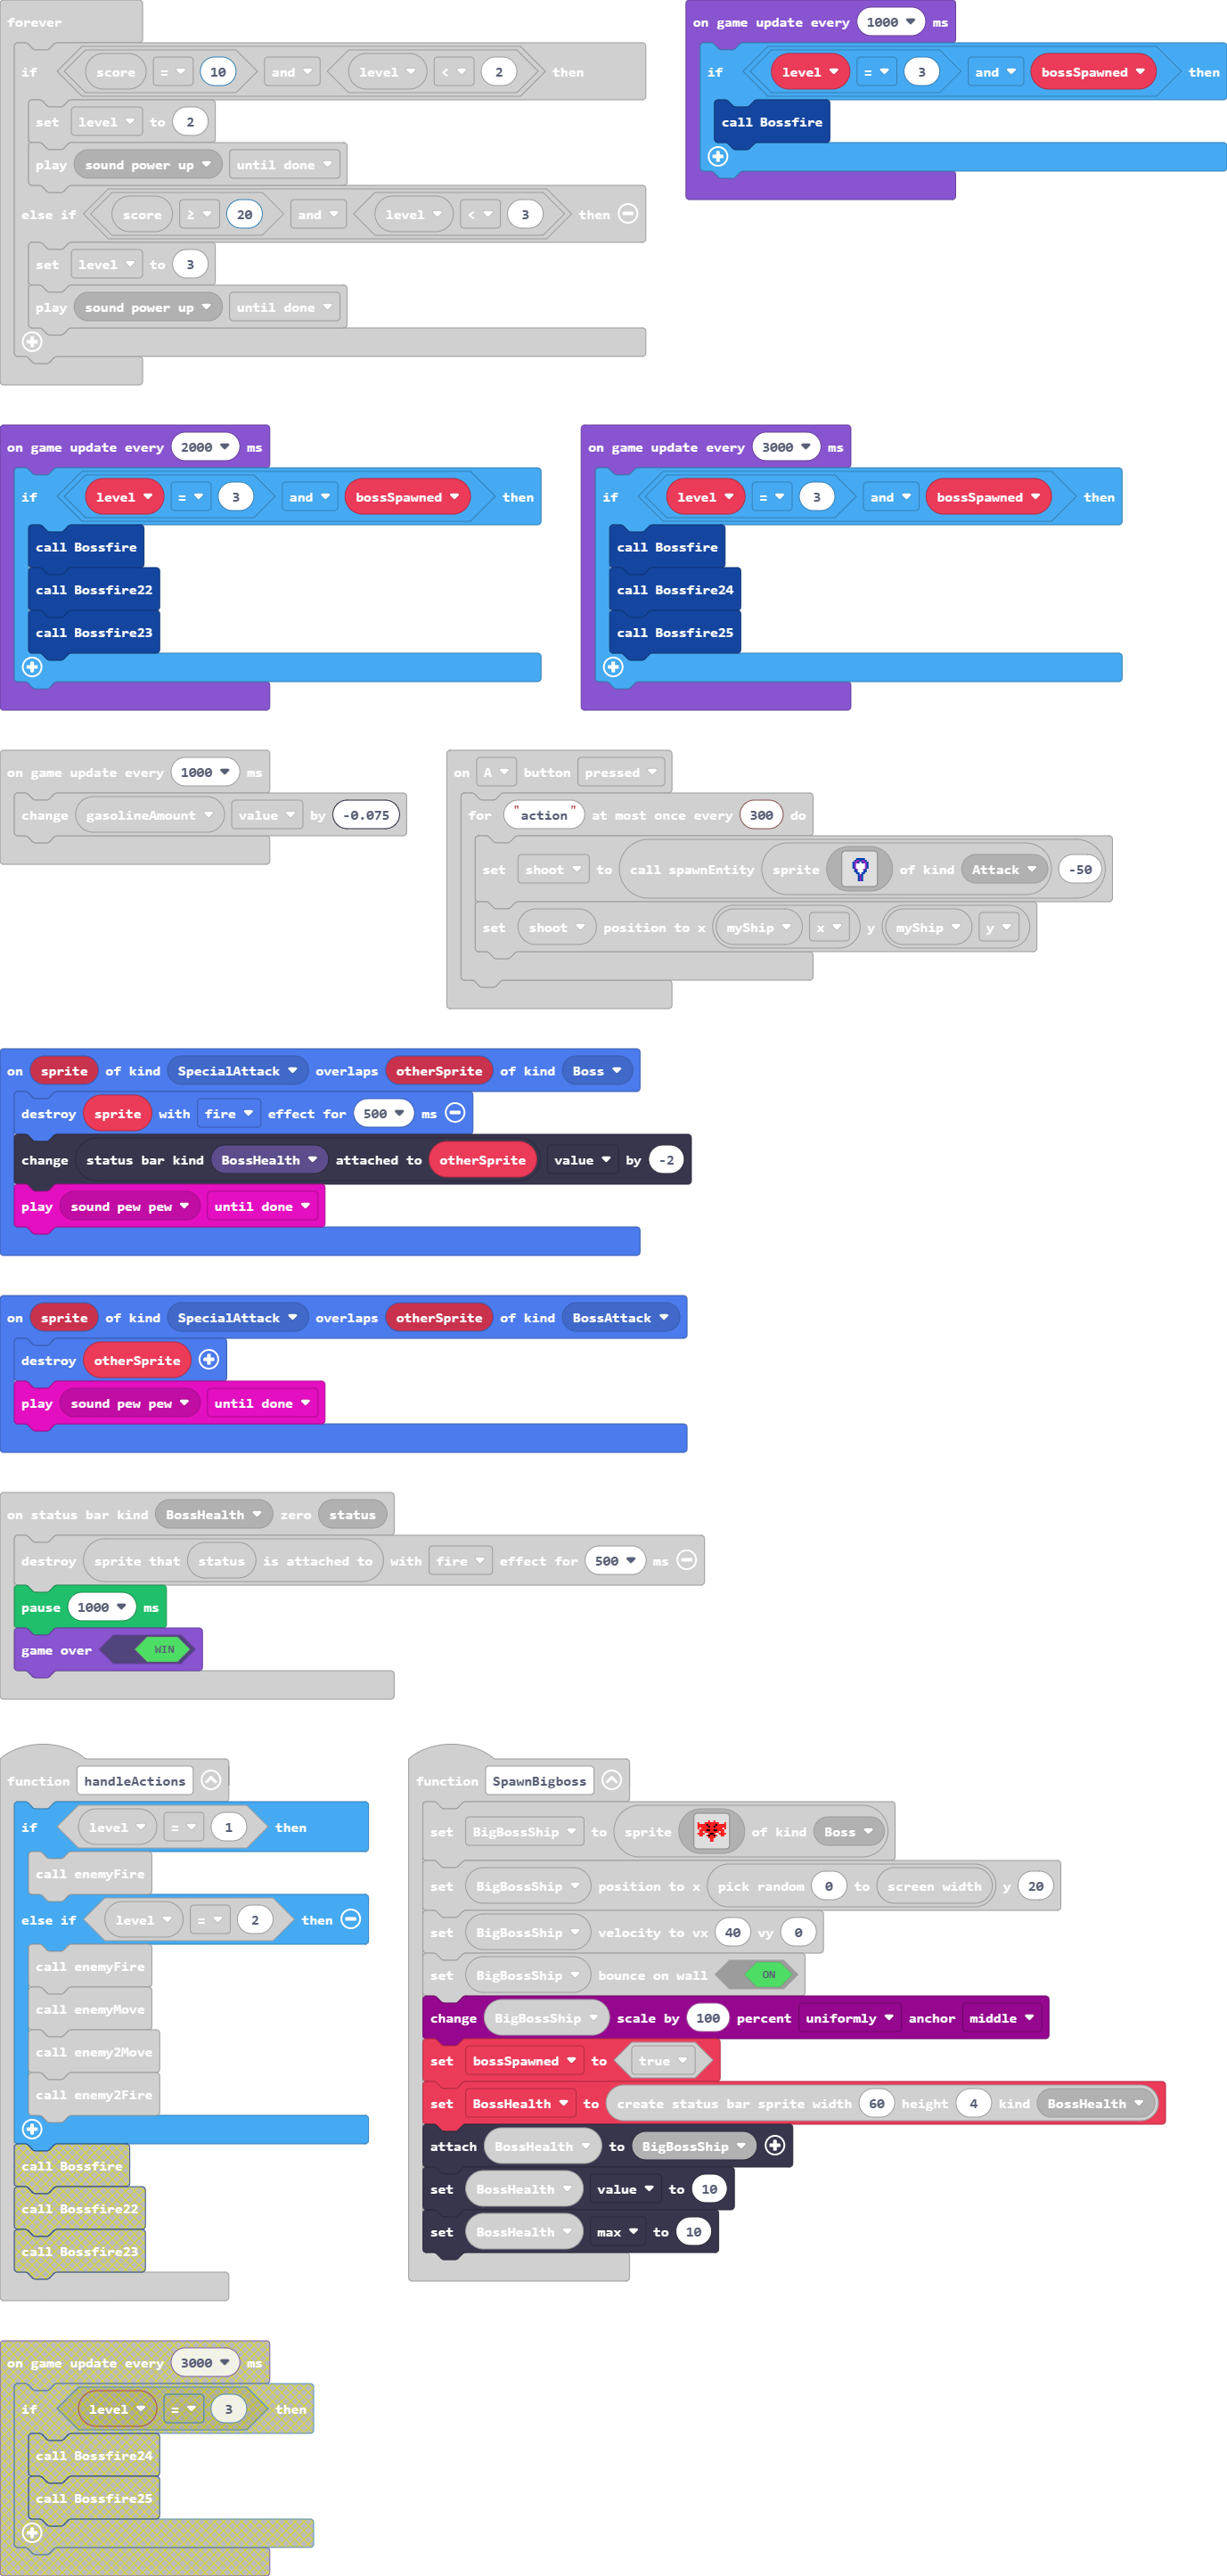 forever
if score = 10 and level < 2 then
set level to 2
play sound power up until done
else if score ≥ 20 and level < 3 then
set level to 3
play sound power up until done
on game update every 1000 ms
if level = 3 and bossSpawned then
call Bossfire
on game update every 2000 ms
if level = 3 and bossSpawned then
call Bossfire
call Bossfire22
call Bossfire23
on game update every 3000 ms
if level = 3 and bossSpawned then
call Bossfire
call Bossfire24
call Bossfire25
on game update every 1000 ms
change gasolineAmount value by -0.075
on A button pressed
for "action" at most once every 300 do
set shoot to call spawnEntity sprite of kind Attack -50
set shoot position to x myShip x y myShip y
on sprite of kind SpecialAttack overlaps otherSprite of kind Boss
destroy sprite with fire effect for 500 ms
change status bar kind BossHealth attached to otherSprite value by -2
play sound pew pew until done
on sprite of kind SpecialAttack overlaps otherSprite of kind BossAttack
destroy otherSprite
play sound pew pew until done
on status bar kind BossHealth zero status
destroy sprite that status is attached to with fire effect for 500 ms
pause 1000 ms
game over WIN
function handleActions
if level = 1 then
call enemyFire
else if level = 2 then
call enemyFire
call enemyMove
call enemy2Move
call enemy2Fire
call Bossfire
call Bossfire22
call Bossfire23
function SpawnBigboss
set BigBossShip to sprite of kind Boss
set BigBossShip position to x pick random 0 to screen width y 20
set BigBossShip velocity to vx 40 vy 0
set BigBossShip bounce on wall ON
change BigBossShip scale by 100 percent uniformly anchor middle
set bossSpawned to true
set BossHealth to create status bar sprite width 60 height 4 kind BossHealth
attach BossHealth to BigBossShip
set BossHealth value to 10
set BossHealth max to 10
on game update every 3000 ms
if level = 3 then
call Bossfire24
call Bossfire25